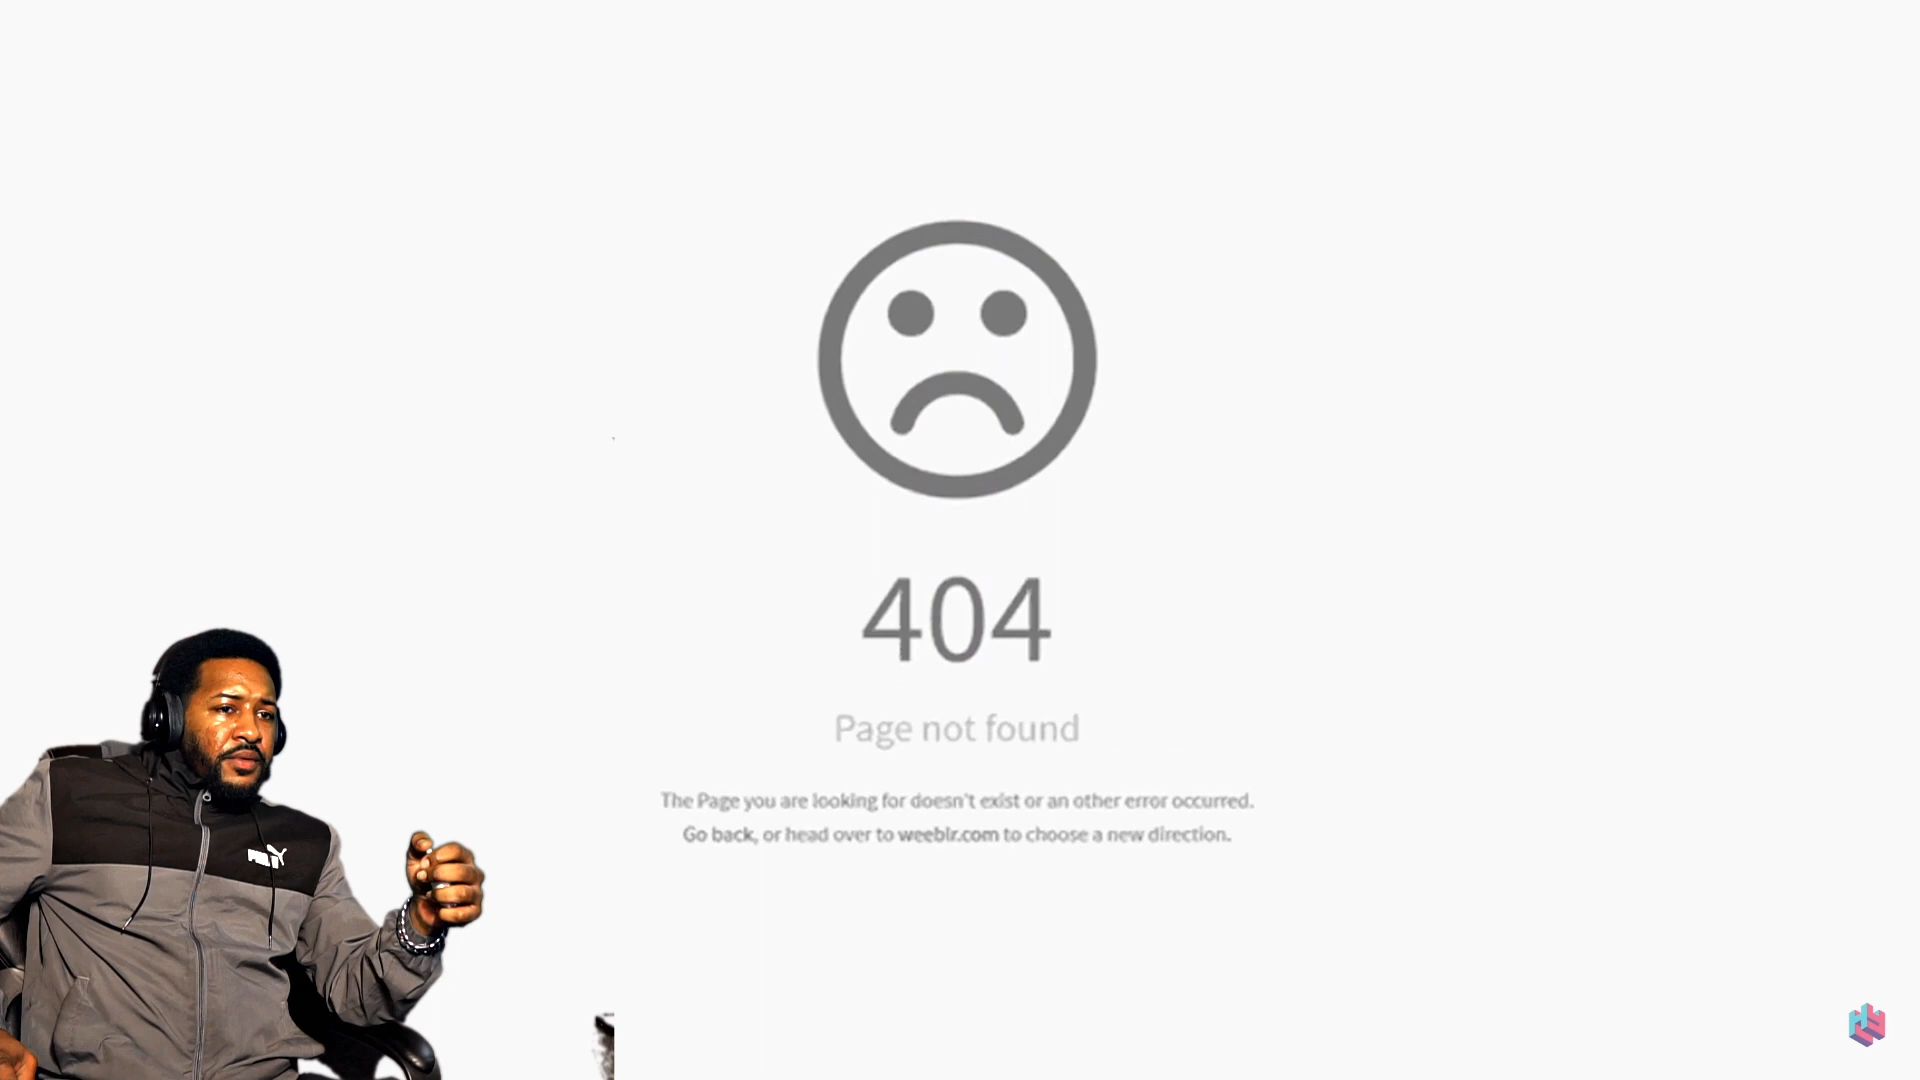 404
Page not found
The Page you are looking for doesn't exist or an other error occurred.
Go back, or head over to weeblr.com to choose a new direction.
PUMA